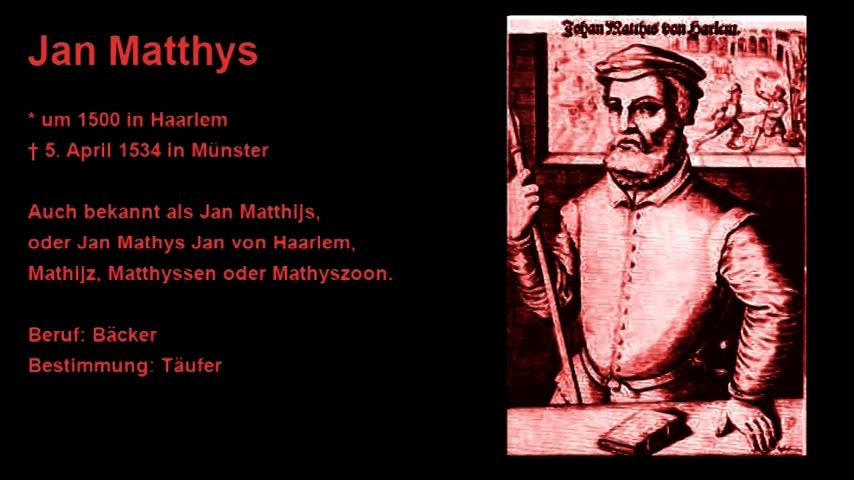 Jan Matthys
* um 1500 in Haarlem
† 5. April 1534 in Münster
Auch bekannt als Jan Matthijs,
oder Jan Mathys Jan von Haarlem,
Mathijz, Matthyssen oder Mathyszoon.
Beruf: Bäcker
Bestimmung: Täufer
Johan Matthis von Harlem.